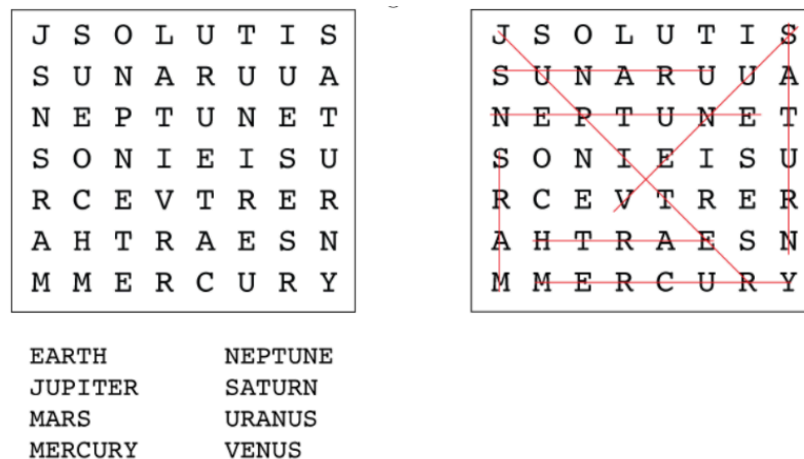 J S O L U T I S
S U N A R U U A
N E P T U N E T
S O N I E I S U
R C E V T R E R
A H T R A E S N
M M E R C U R Y
J S O L U T I S
S U N A R U U A
N E P T U N E T
S O N I E I S U
R C E V T R E R
A H T R A E S N
M M E R C U R Y
EARTH NEPTUNE
JUPITER SATURN
MARS URANUS
MERCURY VENUS